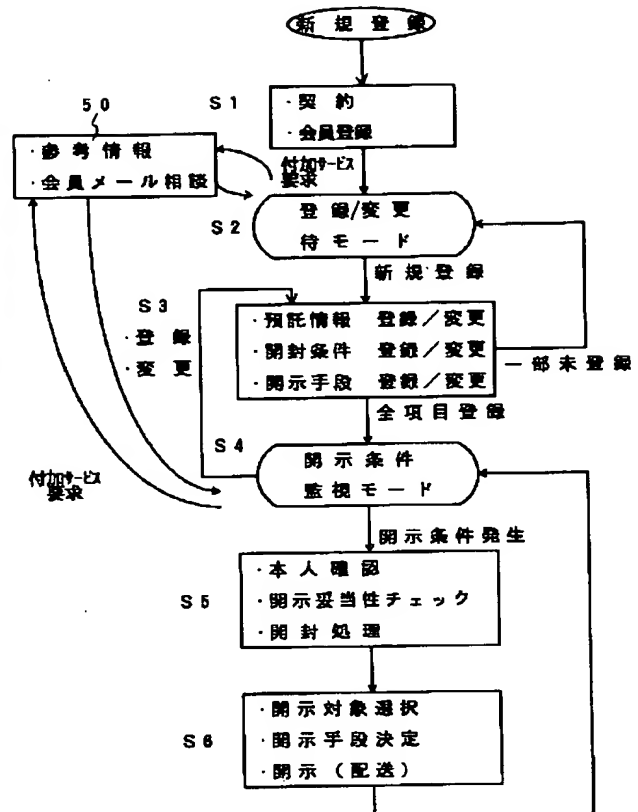 新規登録
S1
・契約
・会員登録
50
・参考情報
・会員メール相談
付加サービス
要求
S2
登録/変更
待モード
新規登録
S3
・登録
・変更
・預託情報 登録/変更
・開封条件 登録/変更
・開示手段 登録/変更
一部未登録
全項目登録
S4
開示条件
監視モード
付加サービス
要求
開示条件発生
S5
・本人確認
・開示妥当性チェック
・開封処理
S6
・開示対象選択
・開示手段決定
・開示(配送)